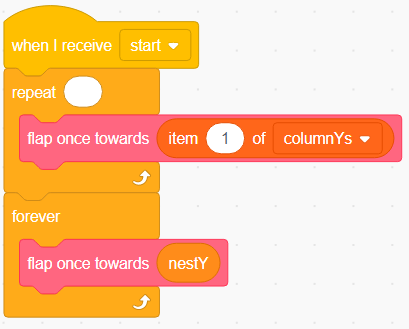 when I receive start
repeat
flap once towards item 1 of columnYs
forever
flap once towards nestY